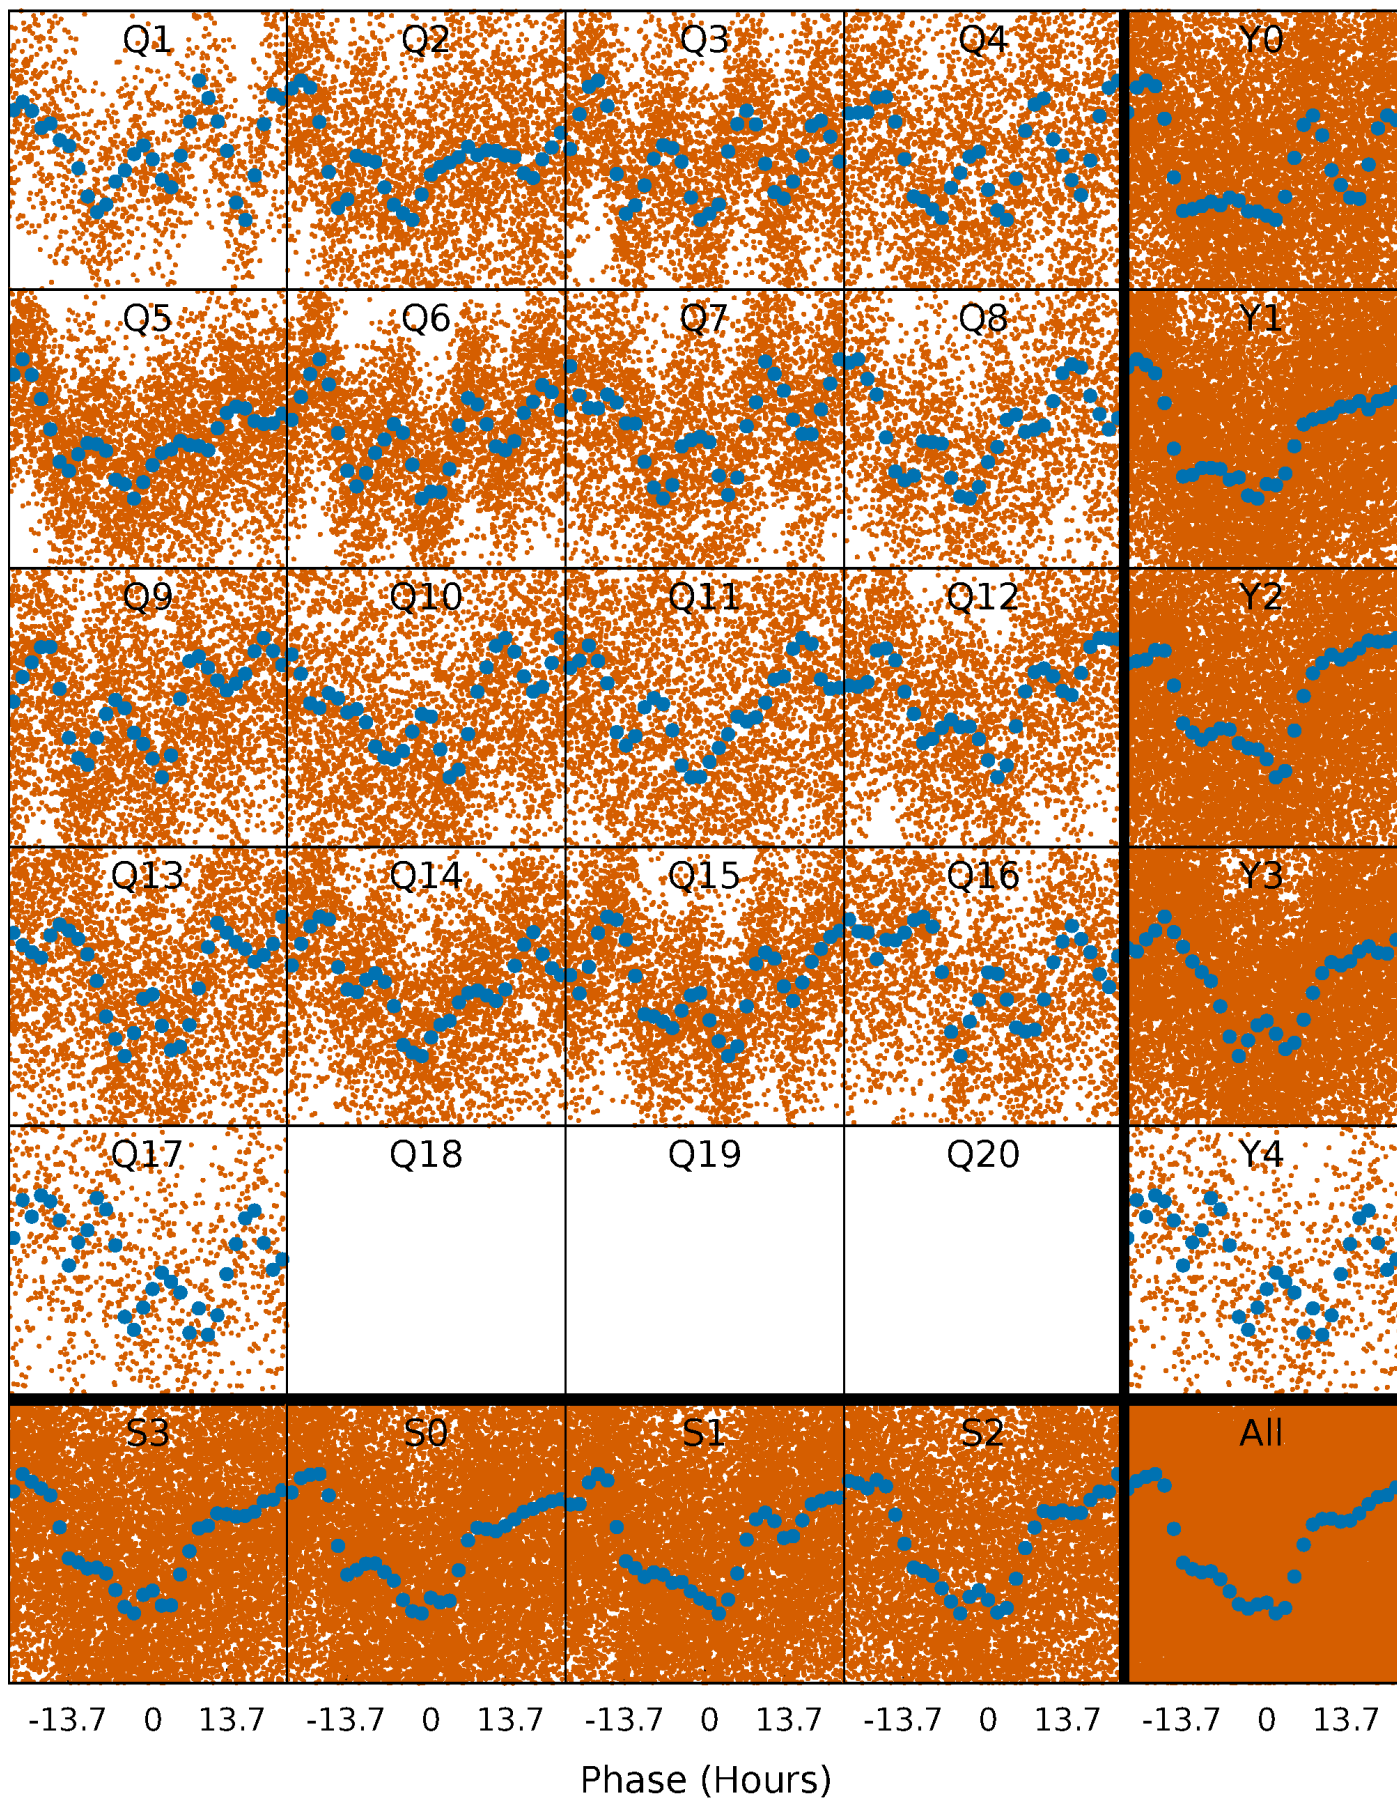 Q1 Q2 Q3 Q4 Y0
Q5 Q6 Q7 Q8 Y1
Q9 Q10 Q11 Q12 Y2
Q13 Q14 Q15 Q16 Y3
Q17 Q18 Q19 Q20 Y4
S3 S0 S1 S2 All
-13.7 0 13.7 -13.7 0 13.7 -13.7 0 13.7 -13.7 0 13.7 -13.7 0 13.7
Phase (Hours)